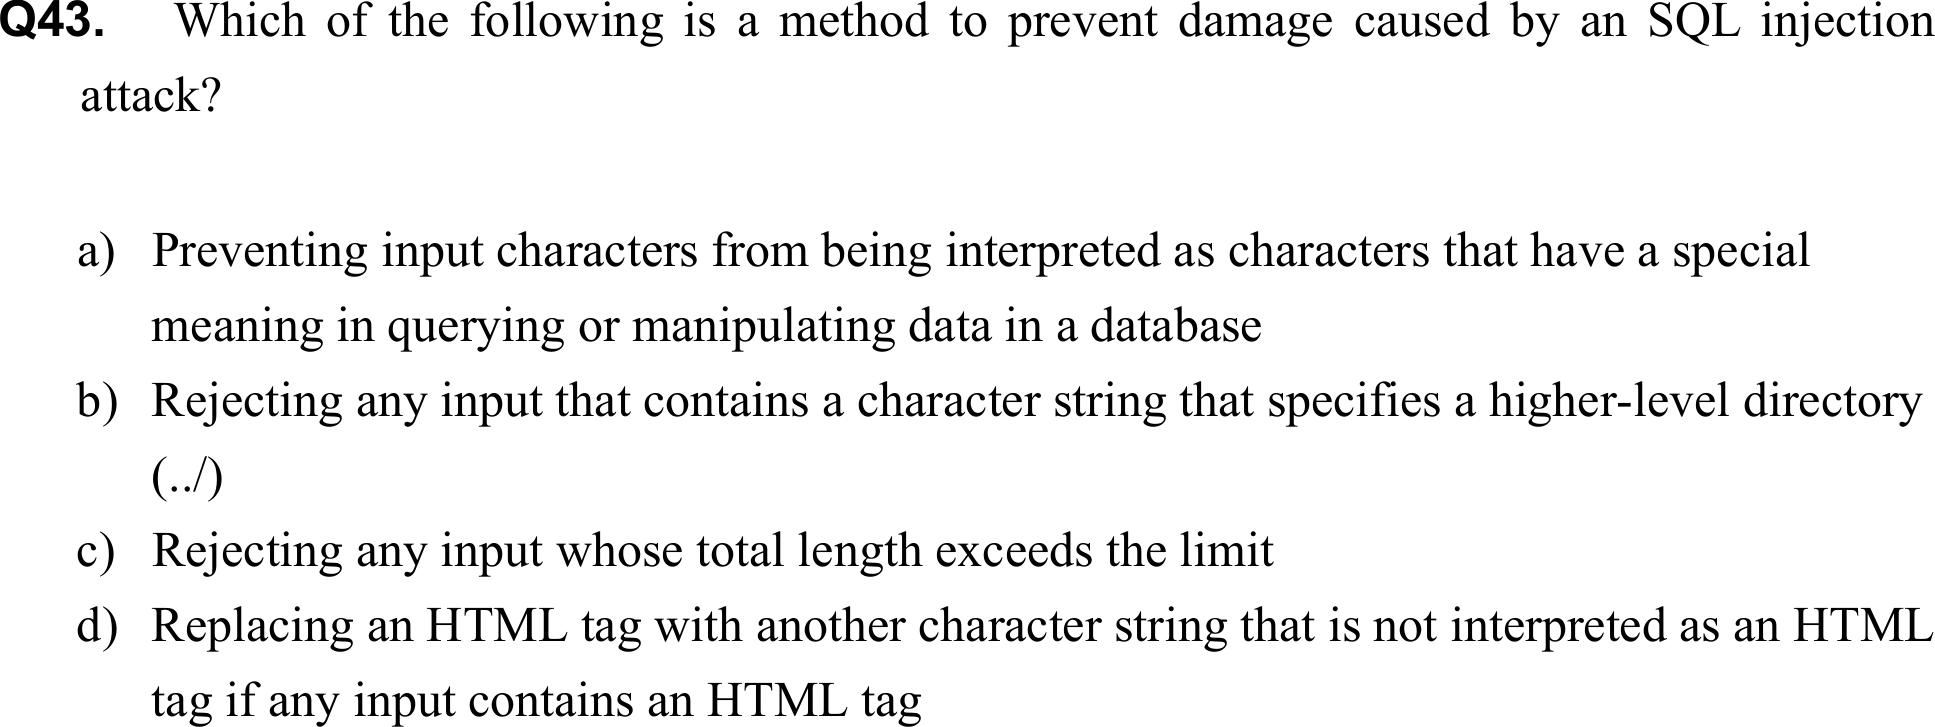 Q43. Which of the following is a method to prevent damage caused by an SQL injection
attack?
a) Preventing input characters from being interpreted as characters that have a special
meaning in querying or manipulating data in a database
b) Rejecting any input that contains a character string that specifies a higher-level directory
(../)
c) Rejecting any input whose total length exceeds the limit
d) Replacing an HTML tag with another character string that is not interpreted as an HTML
tag if any input contains an HTML tag